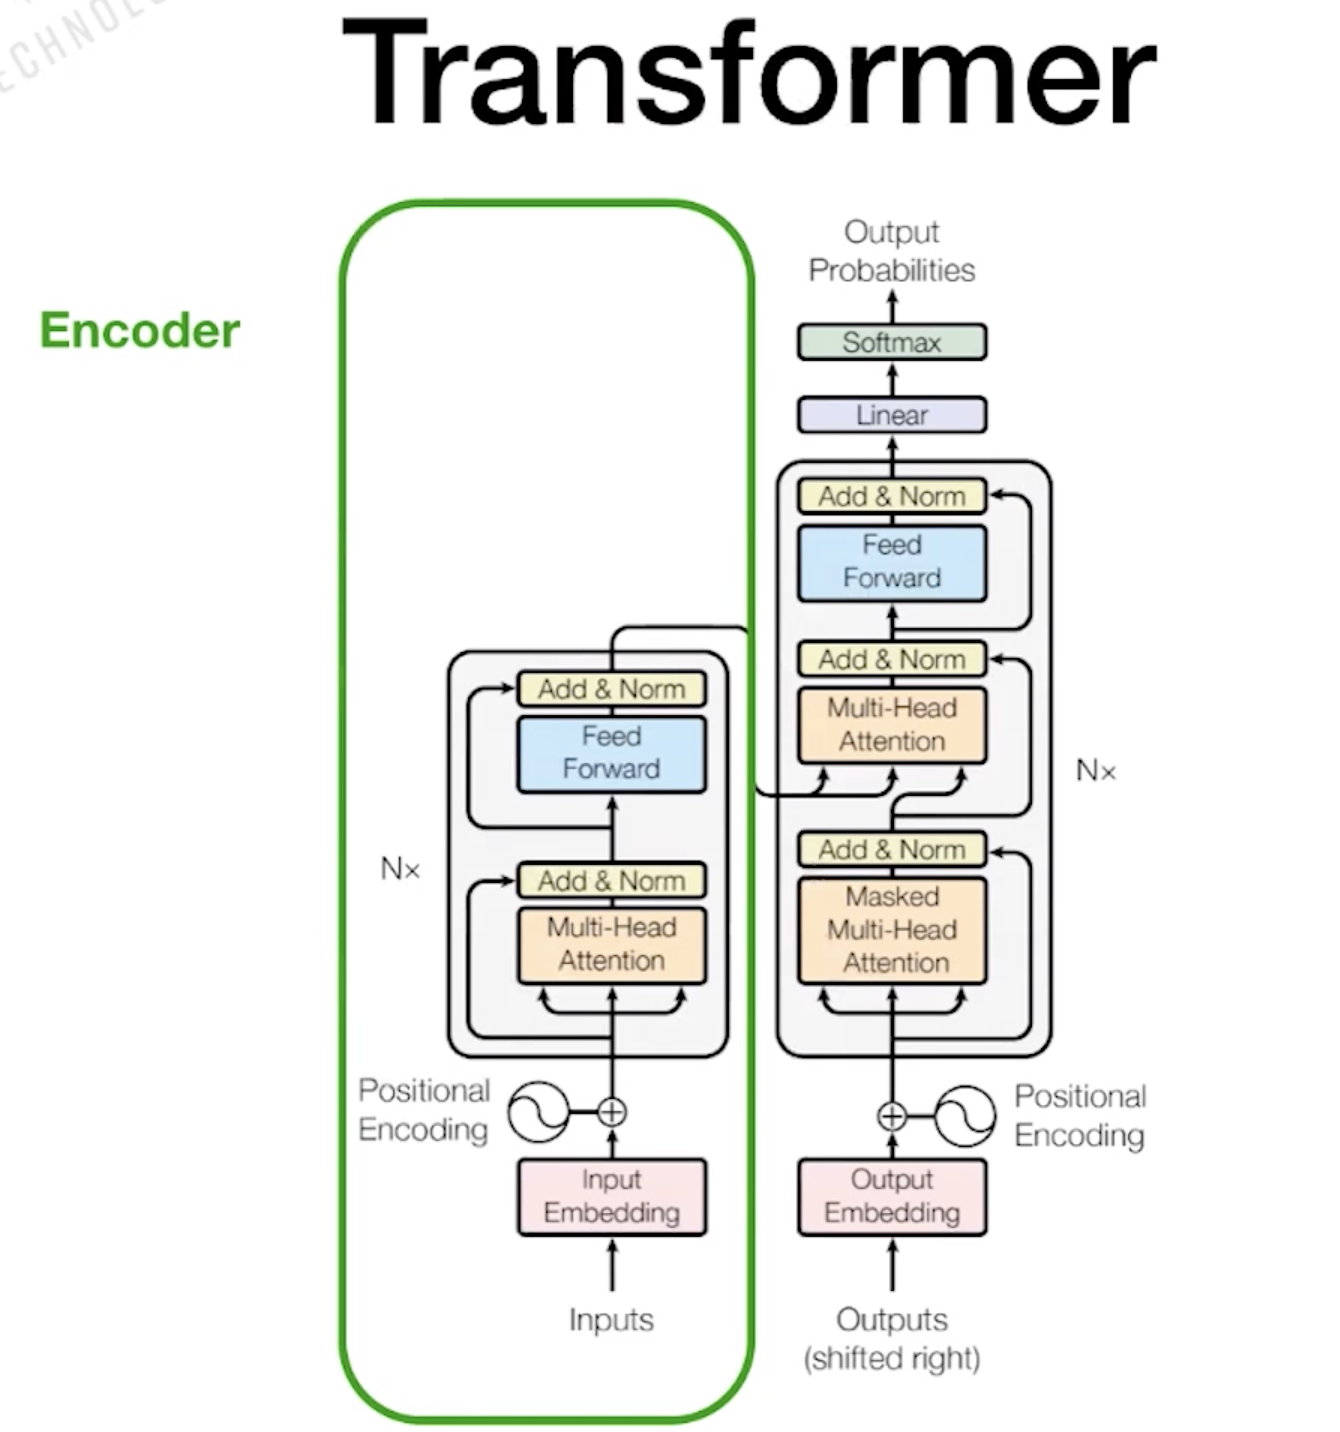 Transformer
Encoder
Output
Probabilities
Softmax
Linear
Add & Norm
Feed
Forward
Add & Norm
Multi-Head
Attention
Nx
Add & Norm
Masked
Multi-Head
Attention
Add & Norm
Feed
Forward
Nx
Add & Norm
Multi-Head
Attention
Positional
Encoding
Positional
Encoding
Input
Embedding
Output
Embedding
Inputs
Outputs
(shifted right)